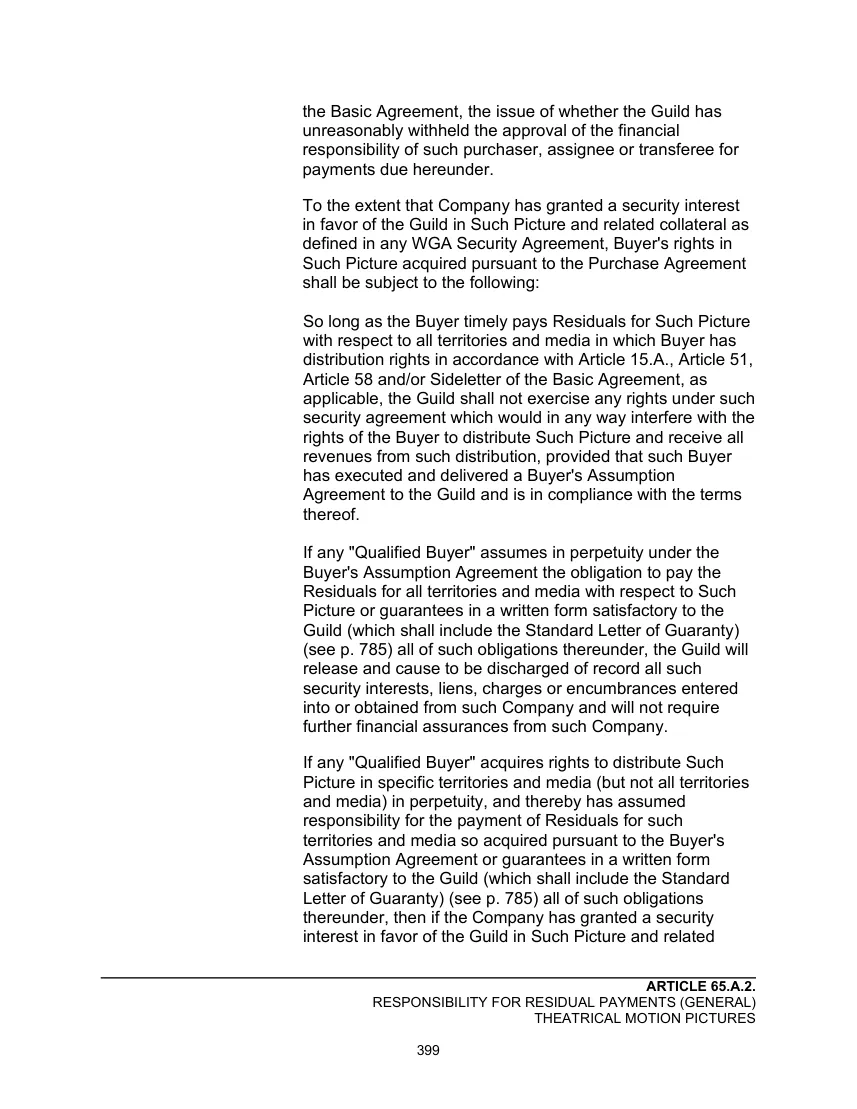 the Basic Agreement, the issue of whether the Guild has
unreasonably withheld the approval of the financial
responsibility of such purchaser, assignee or transferee for
payments due hereunder.
To the extent that Company has granted a security interest
in favor of the Guild in Such Picture and related collateral as
defined in any WGA Security Agreement, Buyer's rights in
Such Picture acquired pursuant to the Purchase Agreement
shall be subject to the following:
So long as the Buyer timely pays Residuals for Such Picture
with respect to all territories and media in which Buyer has
distribution rights in accordance with Article 15.A., Article 51,
Article 58 and/or Sideletter of the Basic Agreement, as
applicable, the Guild shall not exercise any rights under such
security agreement which would in any way interfere with the
rights of the Buyer to distribute Such Picture and receive all
revenues from such distribution, provided that such Buyer
has executed and delivered a Buyer's Assumption
Agreement to the Guild and is in compliance with the terms
thereof.
If any "Qualified Buyer" assumes in perpetuity under the
Buyer's Assumption Agreement the obligation to pay the
Residuals for all territories and media with respect to Such
Picture or guarantees in a written form satisfactory to the
Guild (which shall include the Standard Letter of Guaranty)
(see p. 785) all of such obligations thereunder, the Guild will
release and cause to be discharged of record all such
security interests, liens, charges or encumbrances entered
into or obtained from such Company and will not require
further financial assurances from such Company.
If any "Qualified Buyer" acquires rights to distribute Such
Picture in specific territories and media (but not all territories
and media) in perpetuity, and thereby has assumed
responsibility for the payment of Residuals for such
territories and media so acquired pursuant to the Buyer's
Assumption Agreement or guarantees in a written form
satisfactory to the Guild (which shall include the Standard
Letter of Guaranty) (see p. 785) all of such obligations
thereunder, then if the Company has granted a security
interest in favor of the Guild in Such Picture and related
ARTICLE 65.A.2.
RESPONSIBILITY FOR RESIDUAL PAYMENTS (GENERAL)
THEATRICAL MOTION PICTURES
399